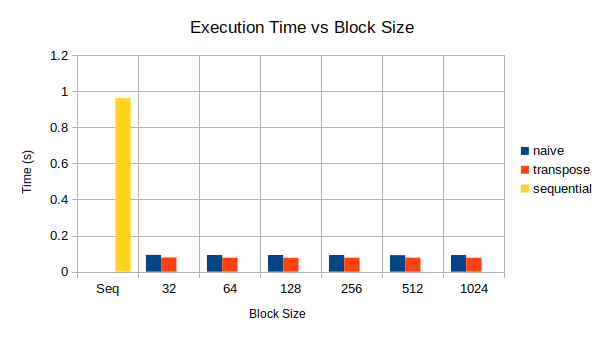 Execution Time vs Block Size
1.2
1
0.8
0.6
0.4
0.2
0
Time (s)
Seq 32 64 128 256 512 1024
Block Size
naive
transpose
sequential